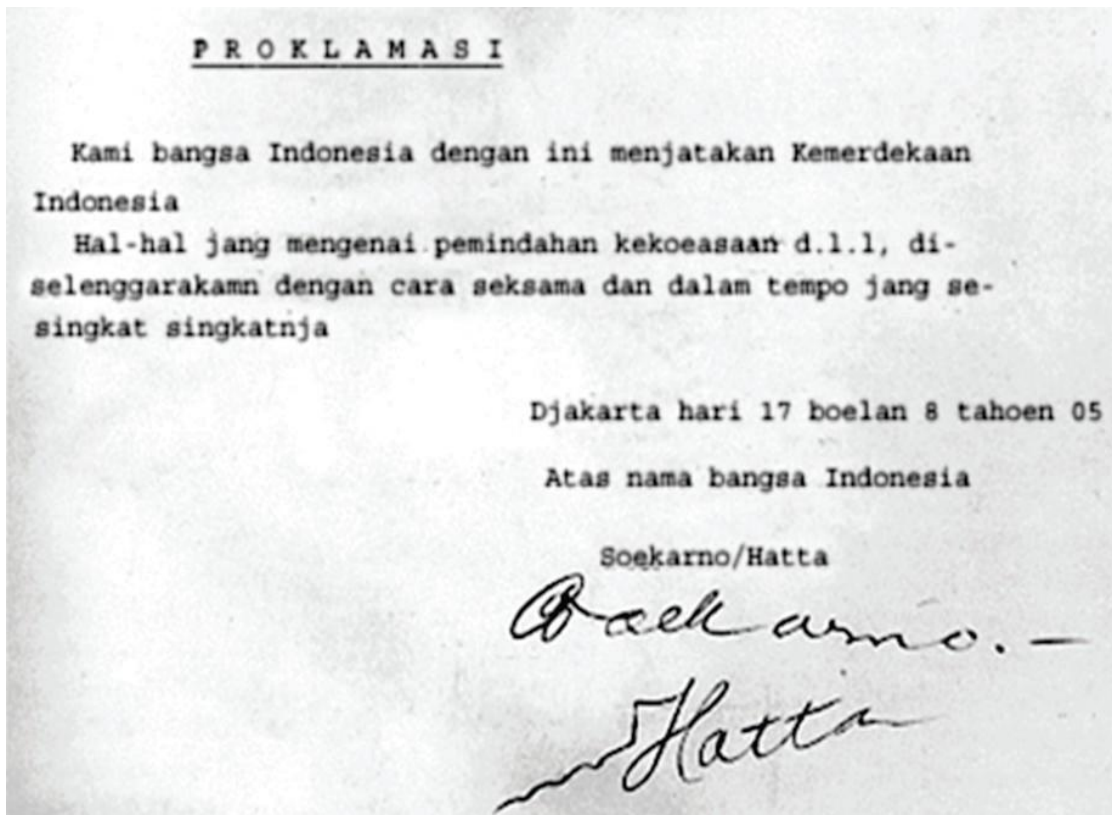 P R O K L A M A S I
Kami bangsa Indonesia dengan ini menjatakan Kemerdekaan
Indonesia
Hal-hal jang mengenai pemindahan kekoeasaan d.l.l, di-
selenggarakamn dengan cara seksama dan dalam tempo jang se-
singkat singkatnja
Djakarta hari 17 boelan 8 tahoen 05
Atas nama bangsa Indonesia
Soekarno/Hatta
Soekarno.-
Hatta